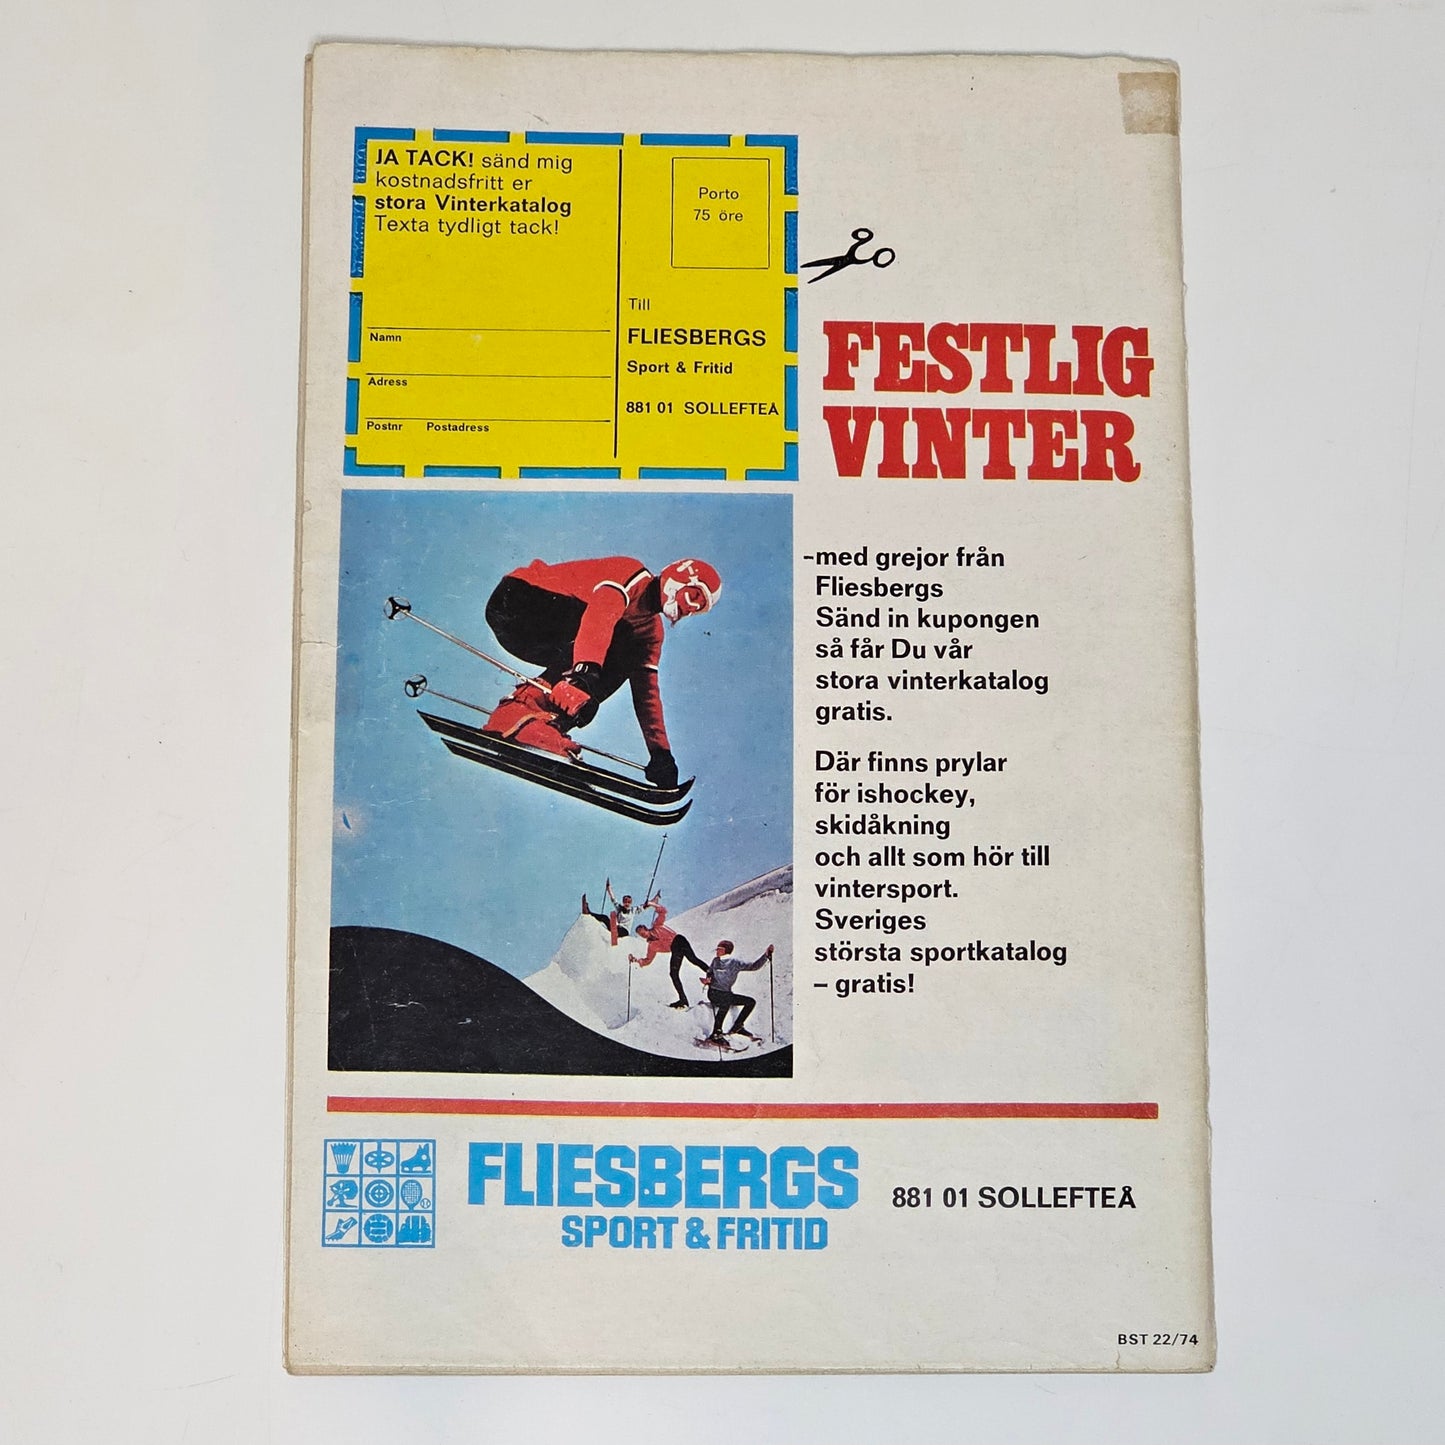 JA TACK! sänd mig
kostnadsfritt er
stora Vinterkatalog
Texta tydligt tack!
Namn
Adress
Postnr Postadress
Porto
75 öre
Till
FLIESBERGS
Sport & Fritid
881 01 SOLLEFTEÅ
FESTLIG
VINTER
-med grejor från
Fliesbergs
Sänd in kupongen
så får Du vår
stora vinterkatalog
gratis.
Där finns prylar
för ishockey,
skidåkning
och allt som hör till
vintersport.
Sveriges
största sportkatalog
– gratis!
FLIESBERGS
SPORT & FRITID
881 01 SOLLEFTEÅ
BST 22/74